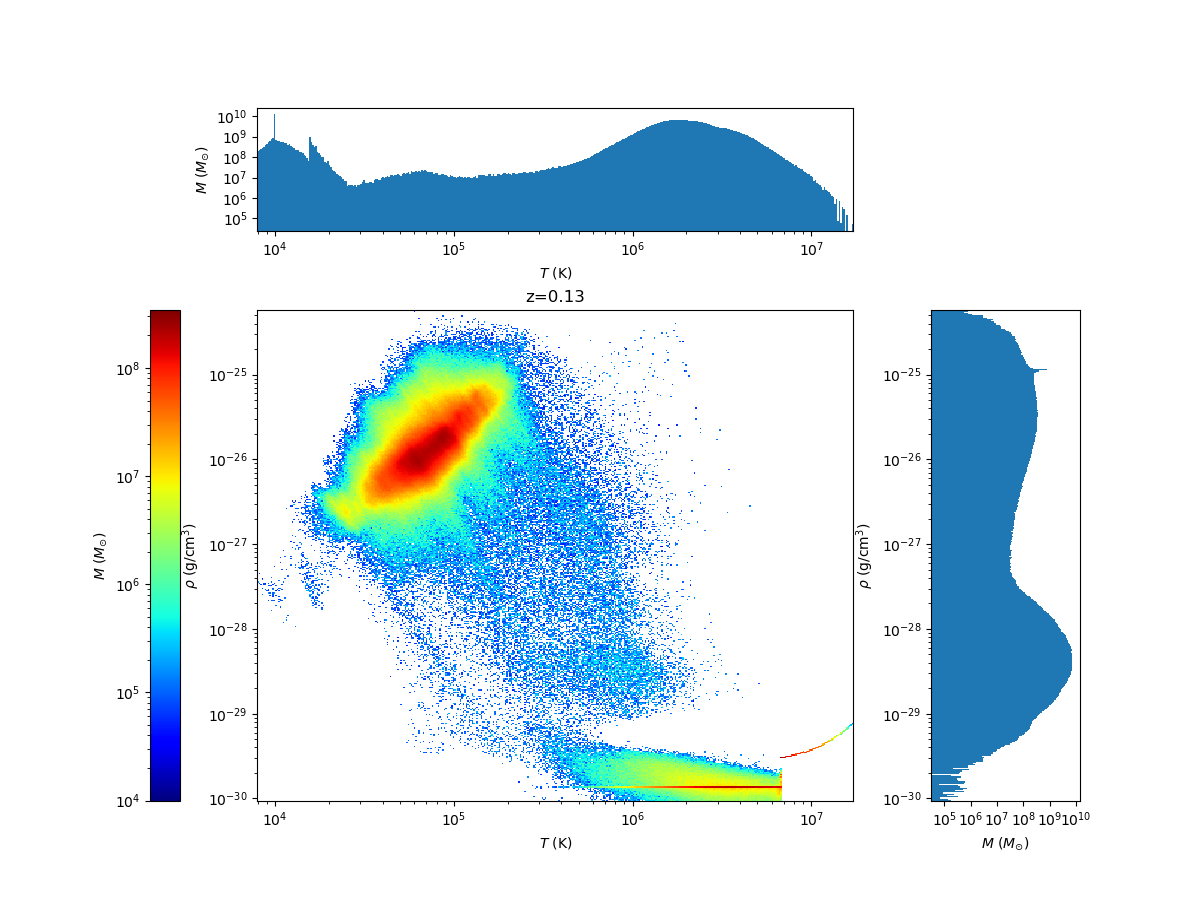 10¹⁰
10⁹
10⁸
10⁷
10⁶
10⁵
M (M⊙)
10⁴ 10⁵ 10⁶ 10⁷
T (K)
z=0.13
10⁸
10⁷
10⁶
10⁵
10⁴
M (M⊙)
10⁻²⁵
10⁻²⁶
10⁻²⁷
10⁻²⁸
10⁻²⁹
10⁻³⁰
ρ (g/cm³)
10⁴ 10⁵ 10⁶ 10⁷
T (K)
10⁻²⁵
10⁻²⁶
10⁻²⁷
10⁻²⁸
10⁻²⁹
10⁻³⁰
ρ (g/cm³)
10⁵ 10⁶ 10⁷ 10⁸ 10⁹ 10¹⁰
M (M⊙)